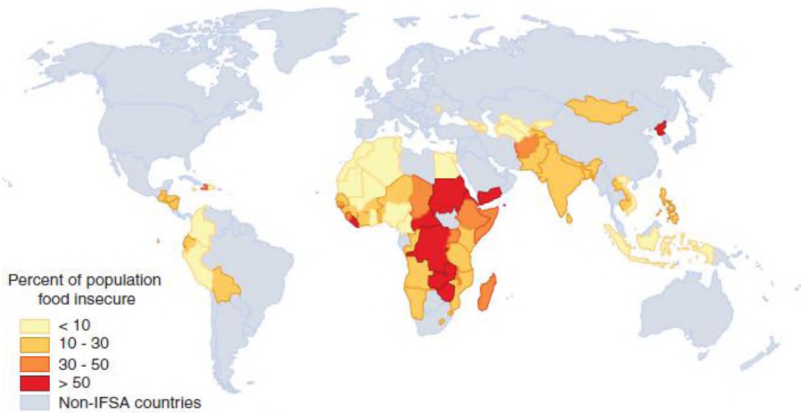 Percent of population
food insecure
< 10
10 - 30
30 - 50
> 50
Non-IFSA countries